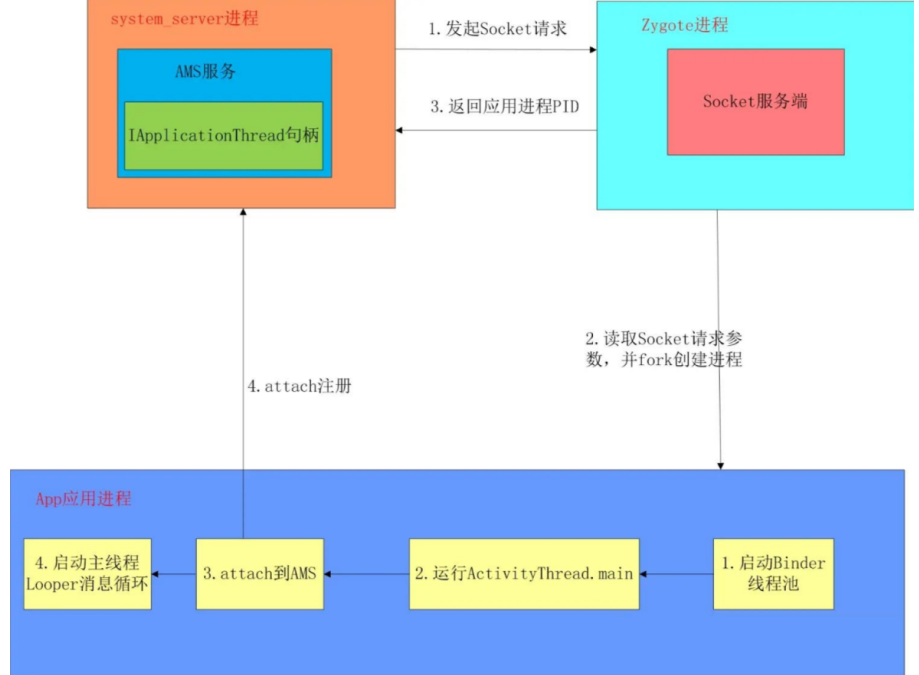 system_server进程
AMS服务
IApplicationThread句柄
1.发起Socket请求
3.返回应用进程PID
Zygote进程
Socket服务端
2.读取Socket请求参
数，并fork创建进程
4.attach注册
App应用进程
4.启动主线程
Looper消息循环
3.attach到AMS
2.运行ActivityThread.main
1.启动Binder
线程池